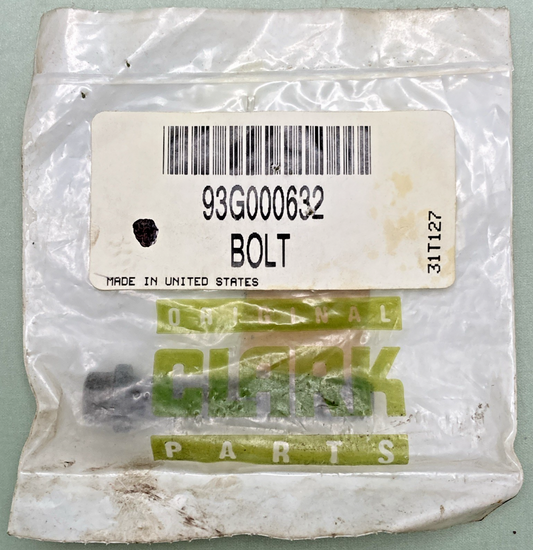 93G000632
BOLT
31T127
MADE IN UNITED STATES
ORIGINAL
CLARK
PARTS